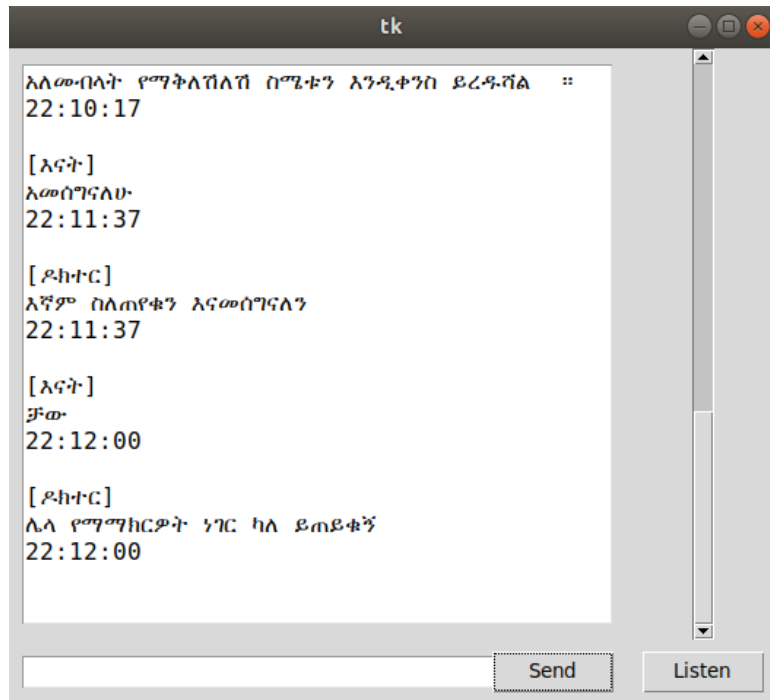 tk
አለመብላት የማቅለሽለሽ ስሜቱን እንዲቀንስ ይረዱሻል ።
22:10:17
[እናት]
አመሰግናለሁ
22:11:37
[ዶክተር]
እኛም ስለጠየቁን እናመሰግናለን
22:11:37
[እናት]
ቻው
22:12:00
[ዶክተር]
ሌላ የማማክርዎት ነገር ካለ ይጠይቁኝ
22:12:00
Send
Listen